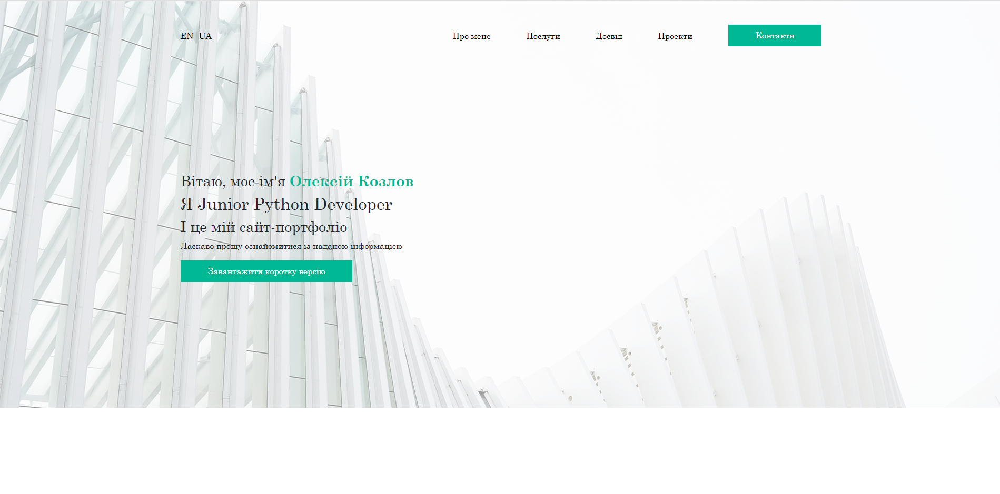 EN UA Про мене Послуги Досвід Проекти Контакти
Вітаю, моє ім'я Олексій Козлов
Я Junior Python Developer
І це мій сайт-портфоліо
Ласкаво прошу ознайомитися із наданою інформацією
Завантажити коротку версію